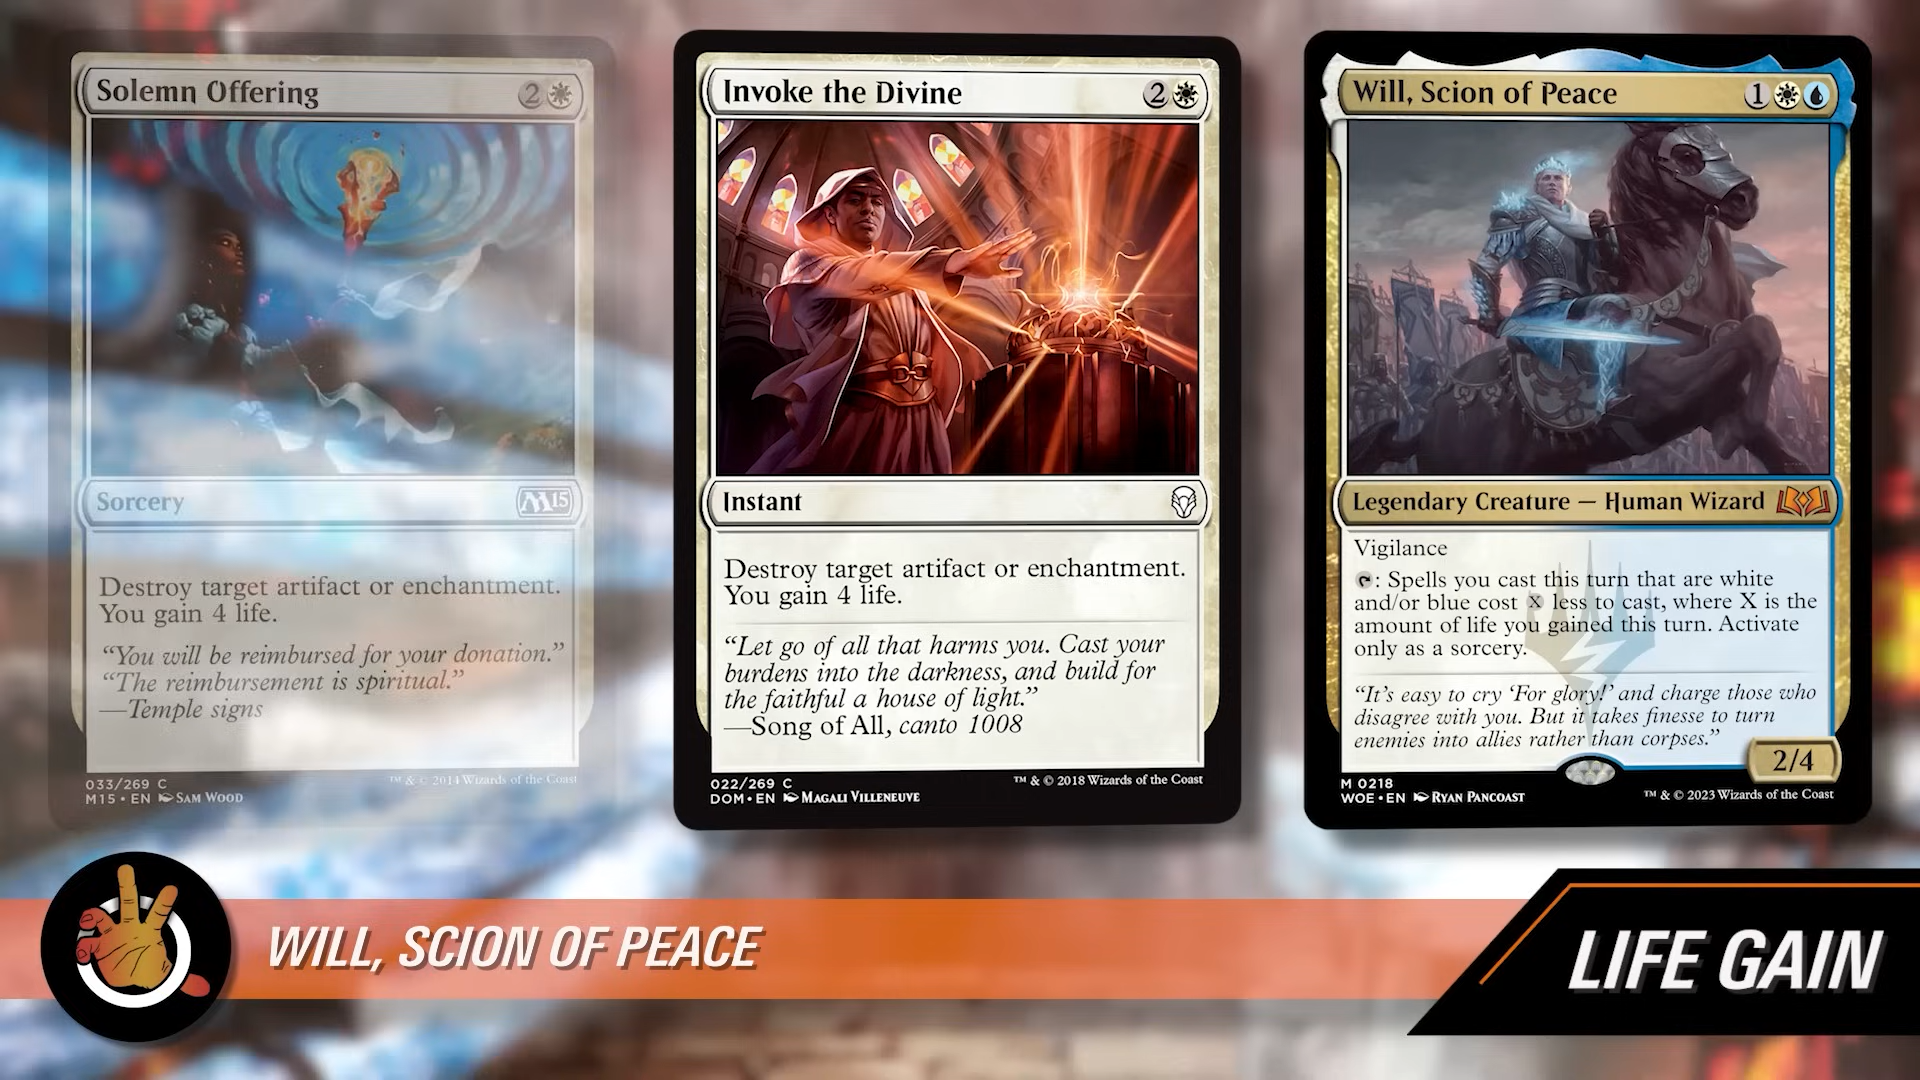 Solemn Offering
2
Sorcery
M15
Destroy target artifact or enchantment.
You gain 4 life.
“You will be reimbursed for your donation.”
“The reimbursement is spiritual.”
—Temple signs
033/269 C
M15 • EN SAM WOOD
™ & © 2014 Wizards of the Coast
Invoke the Divine
2
Instant
Destroy target artifact or enchantment.
You gain 4 life.
“Let go of all that harms you. Cast your
burdens into the darkness, and build for
the faithful a house of light.”
—Song of All, canto 1008
022/269 C
DOM • EN MAGALI VILLENEUVE
™ & © 2018 Wizards of the Coast
Will, Scion of Peace
1
Legendary Creature — Human Wizard
Vigilance
: Spells you cast this turn that are white
and/or blue cost X less to cast, where X is the
amount of life you gained this turn. Activate
only as a sorcery.
“It’s easy to cry ‘For glory!’ and charge those who
disagree with you. But it takes finesse to turn
enemies into allies rather than corpses.”
2/4
M 0218
WOE • EN RYAN PANCOAST
™ & © 2023 Wizards of the Coast
WILL, SCION OF PEACE
LIFE GAIN